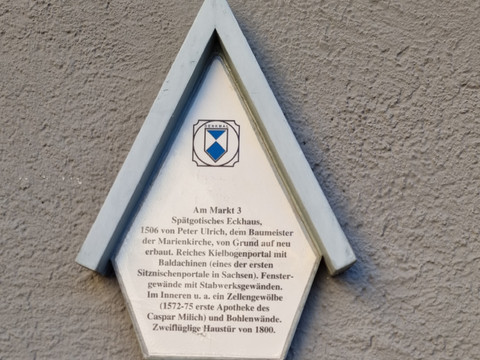 Am Markt 3
Spätgotisches Eckhaus,
1506 von Peter Ulrich, dem Baumeister
der Marienkirche, von Grund auf neu
erbaut. Reiches Kielbogenportal mit
Baldachinen (eines der ersten
Sitznischenportale in Sachsen). Fenster-
gewände mit Stabwerksgewänden.
Im Inneren u. a. ein Zellengewölbe
(1572-75 erste Apotheke des
Caspar Milich) und Bohlenwände.
Zweiflüglige Haustür von 1800.